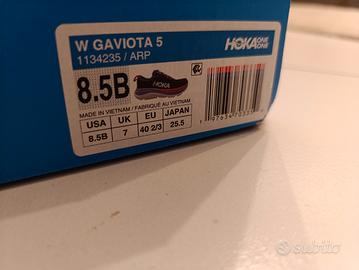 W GAVIOTA 5
HOKA ONE ONE
1134235 / ARP
8.5B
HOKA
MADE IN VIETNAM / FABRIQUÉ AU VIETNAM
USA UK EU JAPAN
8.5B 7 40 2/3 25.5
subito